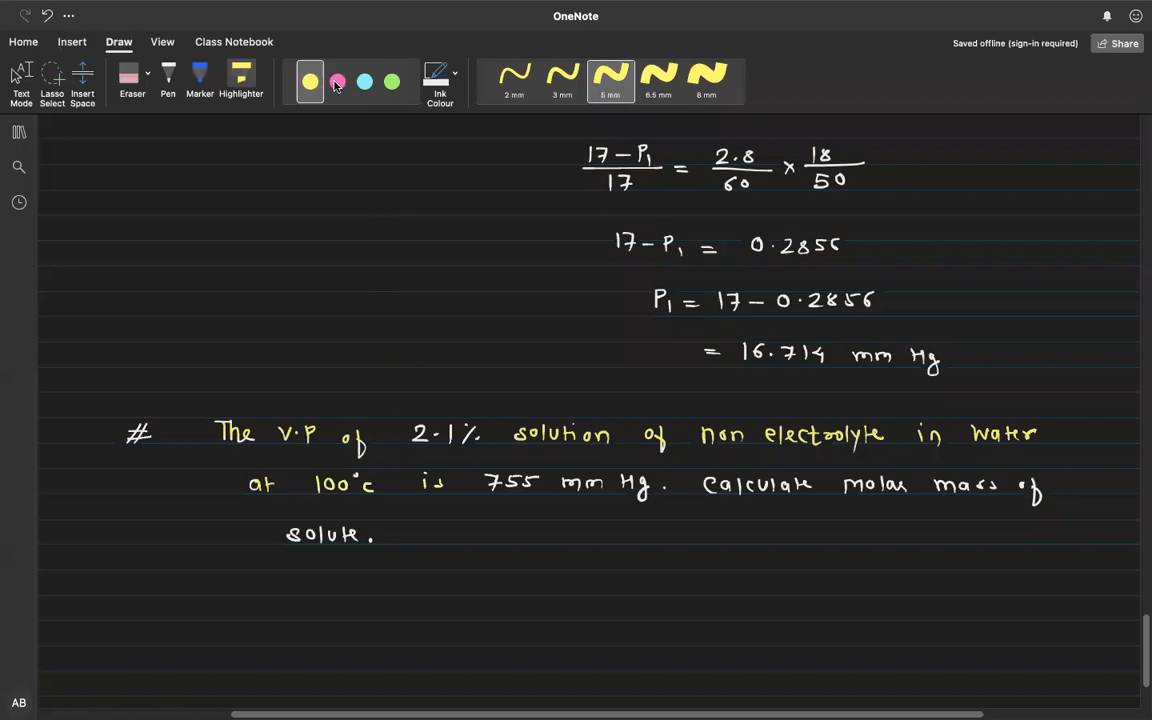 OneNote
Home Insert Draw View Class Notebook
Saved offline (sign-in required) Share
Text Mode Lasso Select Insert Space Eraser Pen Marker Highlighter Ink Colour 2 mm 3 mm 5 mm 6.5 mm 8 mm
17 - P₁ / 17 = 2.8 / 60 × 18 / 50
17 - P₁ = 0.2856
P₁ = 17 - 0.2856
= 16.714 mm Hg
# The V.P of 2.1% solution of non electrolyte in water
at 100°C is 755 mm Hg. Calculate molar mass of
solute.
AB